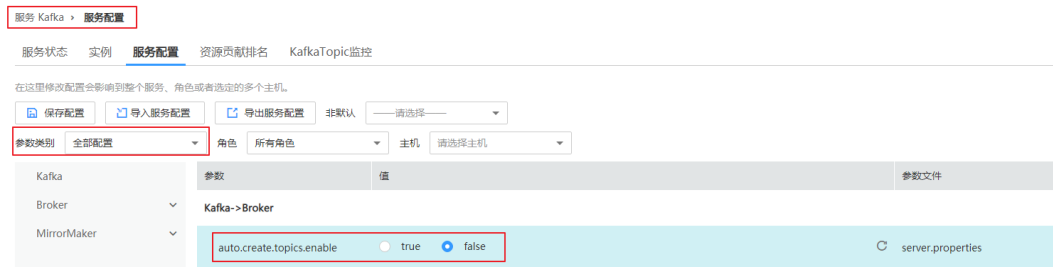 服务 Kafka › 服务配置
服务状态 实例 服务配置 资源贡献排名 KafkaTopic监控
在这里修改配置会影响到整个服务、角色或者选定的多个主机。
保存配置 导入服务配置 导出服务配置 非默认 ——请选择——
参数类别 全部配置 角色 所有角色 主机 请选择主机
Kafka 参数 值 参数文件
Broker Kafka->Broker
MirrorMaker
auto.create.topics.enable true false server.properties